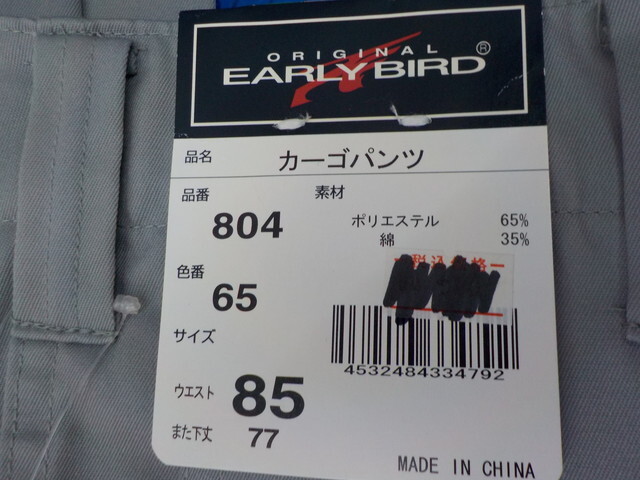 ORIGINAL
EARLY BIRD®
品名 カーゴパンツ
品番 804
素材
ポリエステル 65%
綿 35%
色番 65
サイズ
4532484334792
ウエスト 85
また下丈 77
MADE IN CHINA